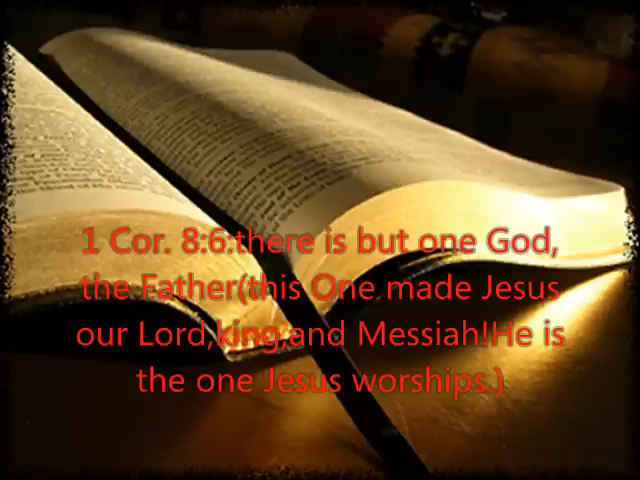 1 Cor. 8:6:there is but one God,
the Father(this One made Jesus
our Lord,king,and Messiah!He is
the one Jesus worships.)